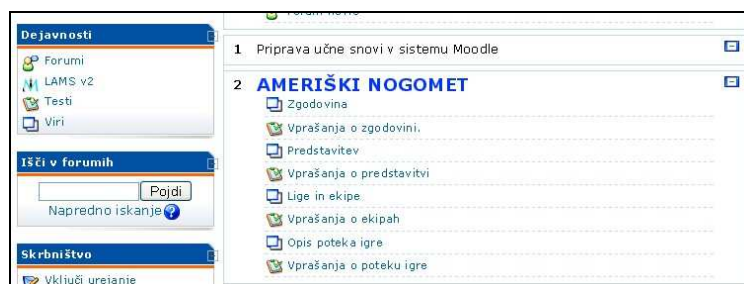 Dejavnosti
Forumi
LAMS v2
Testi
Viri
Išči v forumih
Pojdi
Napredno iskanje
Skrbništvo
Vključi urejanje
1 Priprava učne snovi v sistemu Moodle
2 AMERIŠKI NOGOMET
Zgodovina
Vprašanja o zgodovini.
Predstavitev
Vprašanja o predstavitvi
Lige in ekipe
Vprašanja o ekipah
Opis poteka igre
Vprašanja o poteku igre